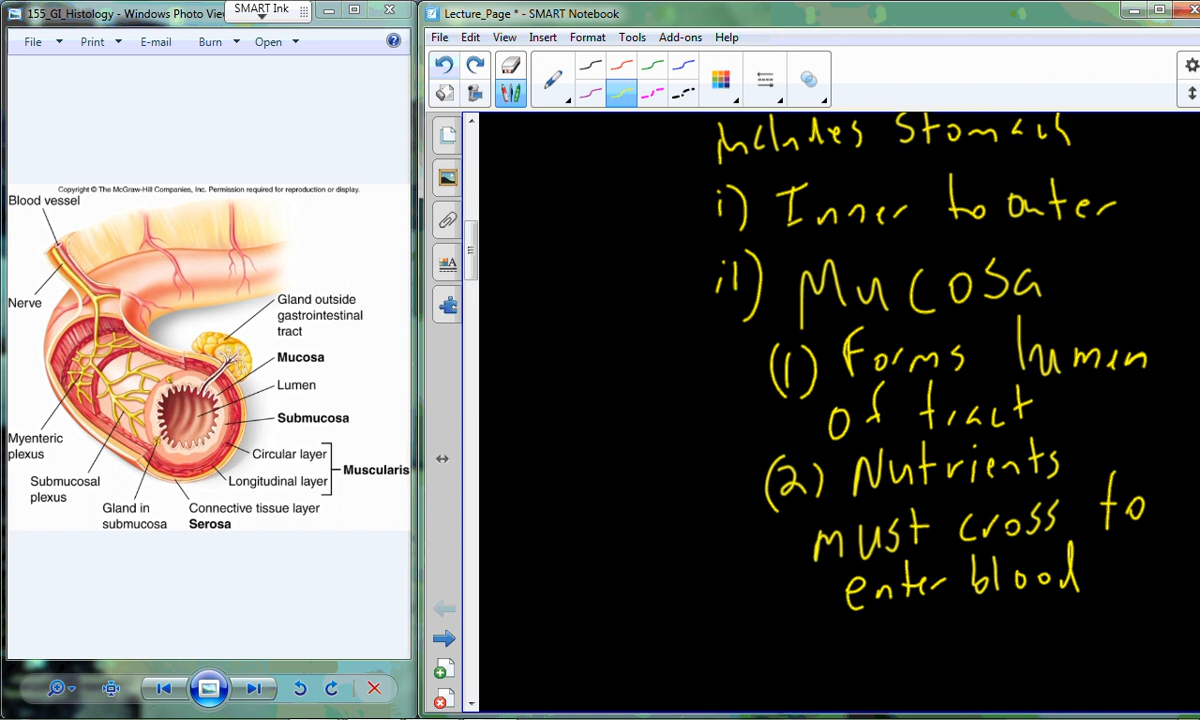 155_GI_Histology - Windows Photo View
SMART Ink
File Print E-mail Burn Open
Copyright © The McGraw-Hill Companies, Inc. Permission required for reproduction or display.
Blood vessel
Nerve
Gland outside
gastrointestinal
tract
Mucosa
Lumen
Submucosa
Circular layer
Muscularis
Longitudinal layer
Myenteric
plexus
Submucosal
plexus
Gland in
submucosa
Connective tissue layer
Serosa
Lecture_Page * - SMART Notebook
File Edit View Insert Format Tools Add-ons Help
Includes Stomach
i) Inner to outer
ii) Mucosa
(1) Forms lumen
of tract
(2) Nutrients
must cross to
enter blood